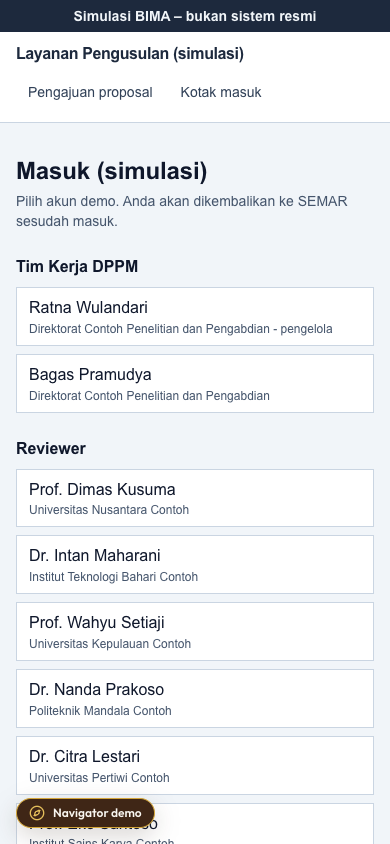 Simulasi BIMA – bukan sistem resmi
Layanan Pengusulan (simulasi)
Pengajuan proposal Kotak masuk
Masuk (simulasi)
Pilih akun demo. Anda akan dikembalikan ke SEMAR
sesudah masuk.
Tim Kerja DPPM
Ratna Wulandari
Direktorat Contoh Penelitian dan Pengabdian - pengelola
Bagas Pramudya
Direktorat Contoh Penelitian dan Pengabdian
Reviewer
Prof. Dimas Kusuma
Universitas Nusantara Contoh
Dr. Intan Maharani
Institut Teknologi Bahari Contoh
Prof. Wahyu Setiaji
Universitas Kepulauan Contoh
Dr. Nanda Prakoso
Politeknik Mandala Contoh
Dr. Citra Lestari
Universitas Pertiwi Contoh
Navigator demo
Institut Sains Karya Contoh